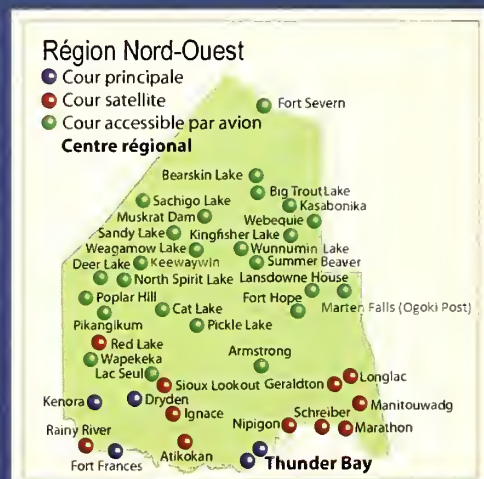 Région Nord-Ouest
Cour principale
Cour satellite
Cour accessible par avion
Centre régional
Fort Severn
Bearskin Lake
Big Trout Lake
Sachigo Lake
Kasabonika
Muskrat Dam
Webequie
Sandy Lake
Kingfisher Lake
Weagamow Lake
Wunnumin Lake
Deer Lake
Keewaywin
Summer Beaver
North Spirit Lake
Lansdowne House
Poplar Hill
Fort Hope
Cat Lake
Marten Falls (Ogoki Post)
Pikangikum
Pickle Lake
Red Lake
Armstrong
Wapekeka
Lac Seul
Sioux Lookout
Geraldton
Longlac
Kenora
Dryden
Ignace
Manitouwadg
Schreiber
Nipigon
Marathon
Rainy River
Atikokan
Fort Frances
Thunder Bay